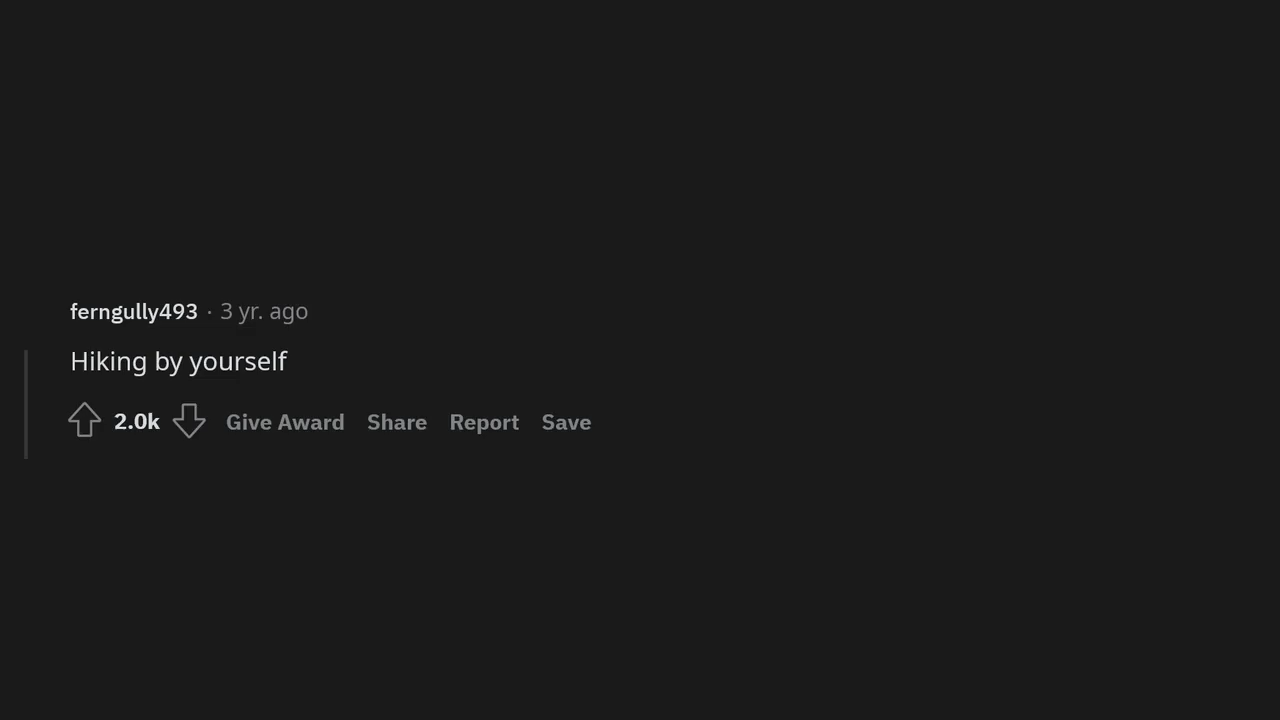 ferngully493 · 3 yr. ago
Hiking by yourself
2.0k Give Award Share Report Save